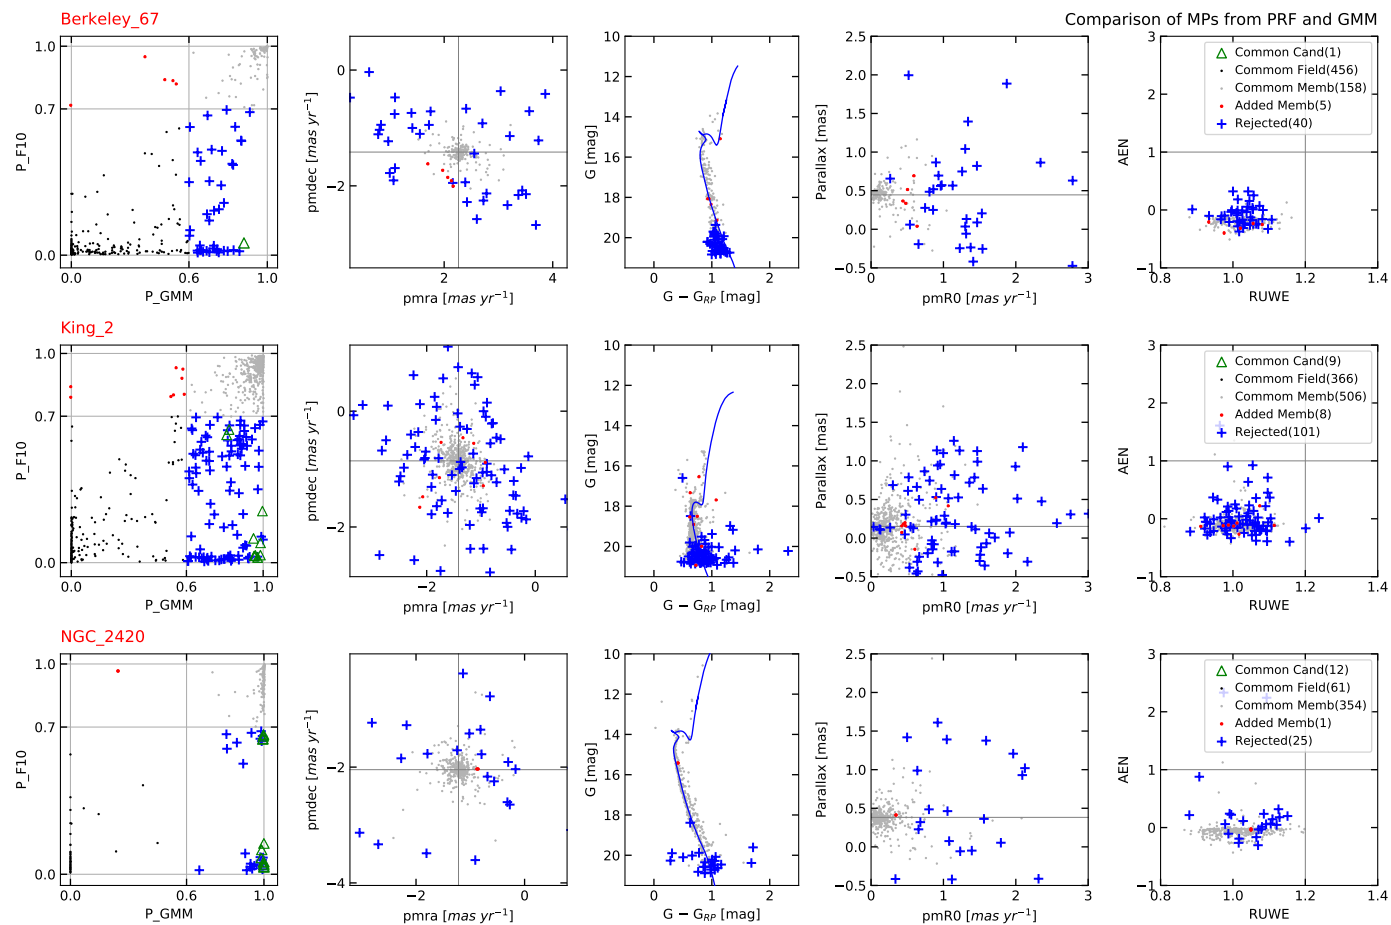 Berkeley_67
Comparison of MPs from PRF and GMM
1.0
0.7
0.0
P_F10
0.0
0.6
1.0
P_GMM
0
−2
pmdec [mas yr⁻¹]
2
4
pmra [mas yr⁻¹]
10
12
14
16
18
20
G [mag]
0
1
2
G − G_RP [mag]
2.5
2.0
1.5
1.0
0.5
0.0
−0.5
Parallax [mas]
0
1
2
3
pmR0 [mas yr⁻¹]
3
2
1
0
−1
AEN
0.8
1.0
1.2
1.4
RUWE
Common Cand(1)
Commom Field(456)
Commom Memb(158)
Added Memb(5)
Rejected(40)
King_2
1.0
0.7
0.0
P_F10
0.0
0.6
1.0
P_GMM
0
−2
pmdec [mas yr⁻¹]
−2
0
pmra [mas yr⁻¹]
10
12
14
16
18
20
G [mag]
0
1
2
G − G_RP [mag]
2.5
2.0
1.5
1.0
0.5
0.0
−0.5
Parallax [mas]
0
1
2
3
pmR0 [mas yr⁻¹]
3
2
1
0
−1
AEN
0.8
1.0
1.2
1.4
RUWE
Common Cand(9)
Commom Field(366)
Commom Memb(506)
Added Memb(8)
Rejected(101)
NGC_2420
1.0
0.7
0.0
P_F10
0.0
0.6
1.0
P_GMM
−2
−4
pmdec [mas yr⁻¹]
−2
0
pmra [mas yr⁻¹]
10
12
14
16
18
20
G [mag]
0
1
2
G − G_RP [mag]
2.5
2.0
1.5
1.0
0.5
0.0
−0.5
Parallax [mas]
0
1
2
3
pmR0 [mas yr⁻¹]
3
2
1
0
−1
AEN
0.8
1.0
1.2
1.4
RUWE
Common Cand(12)
Commom Field(61)
Commom Memb(354)
Added Memb(1)
Rejected(25)